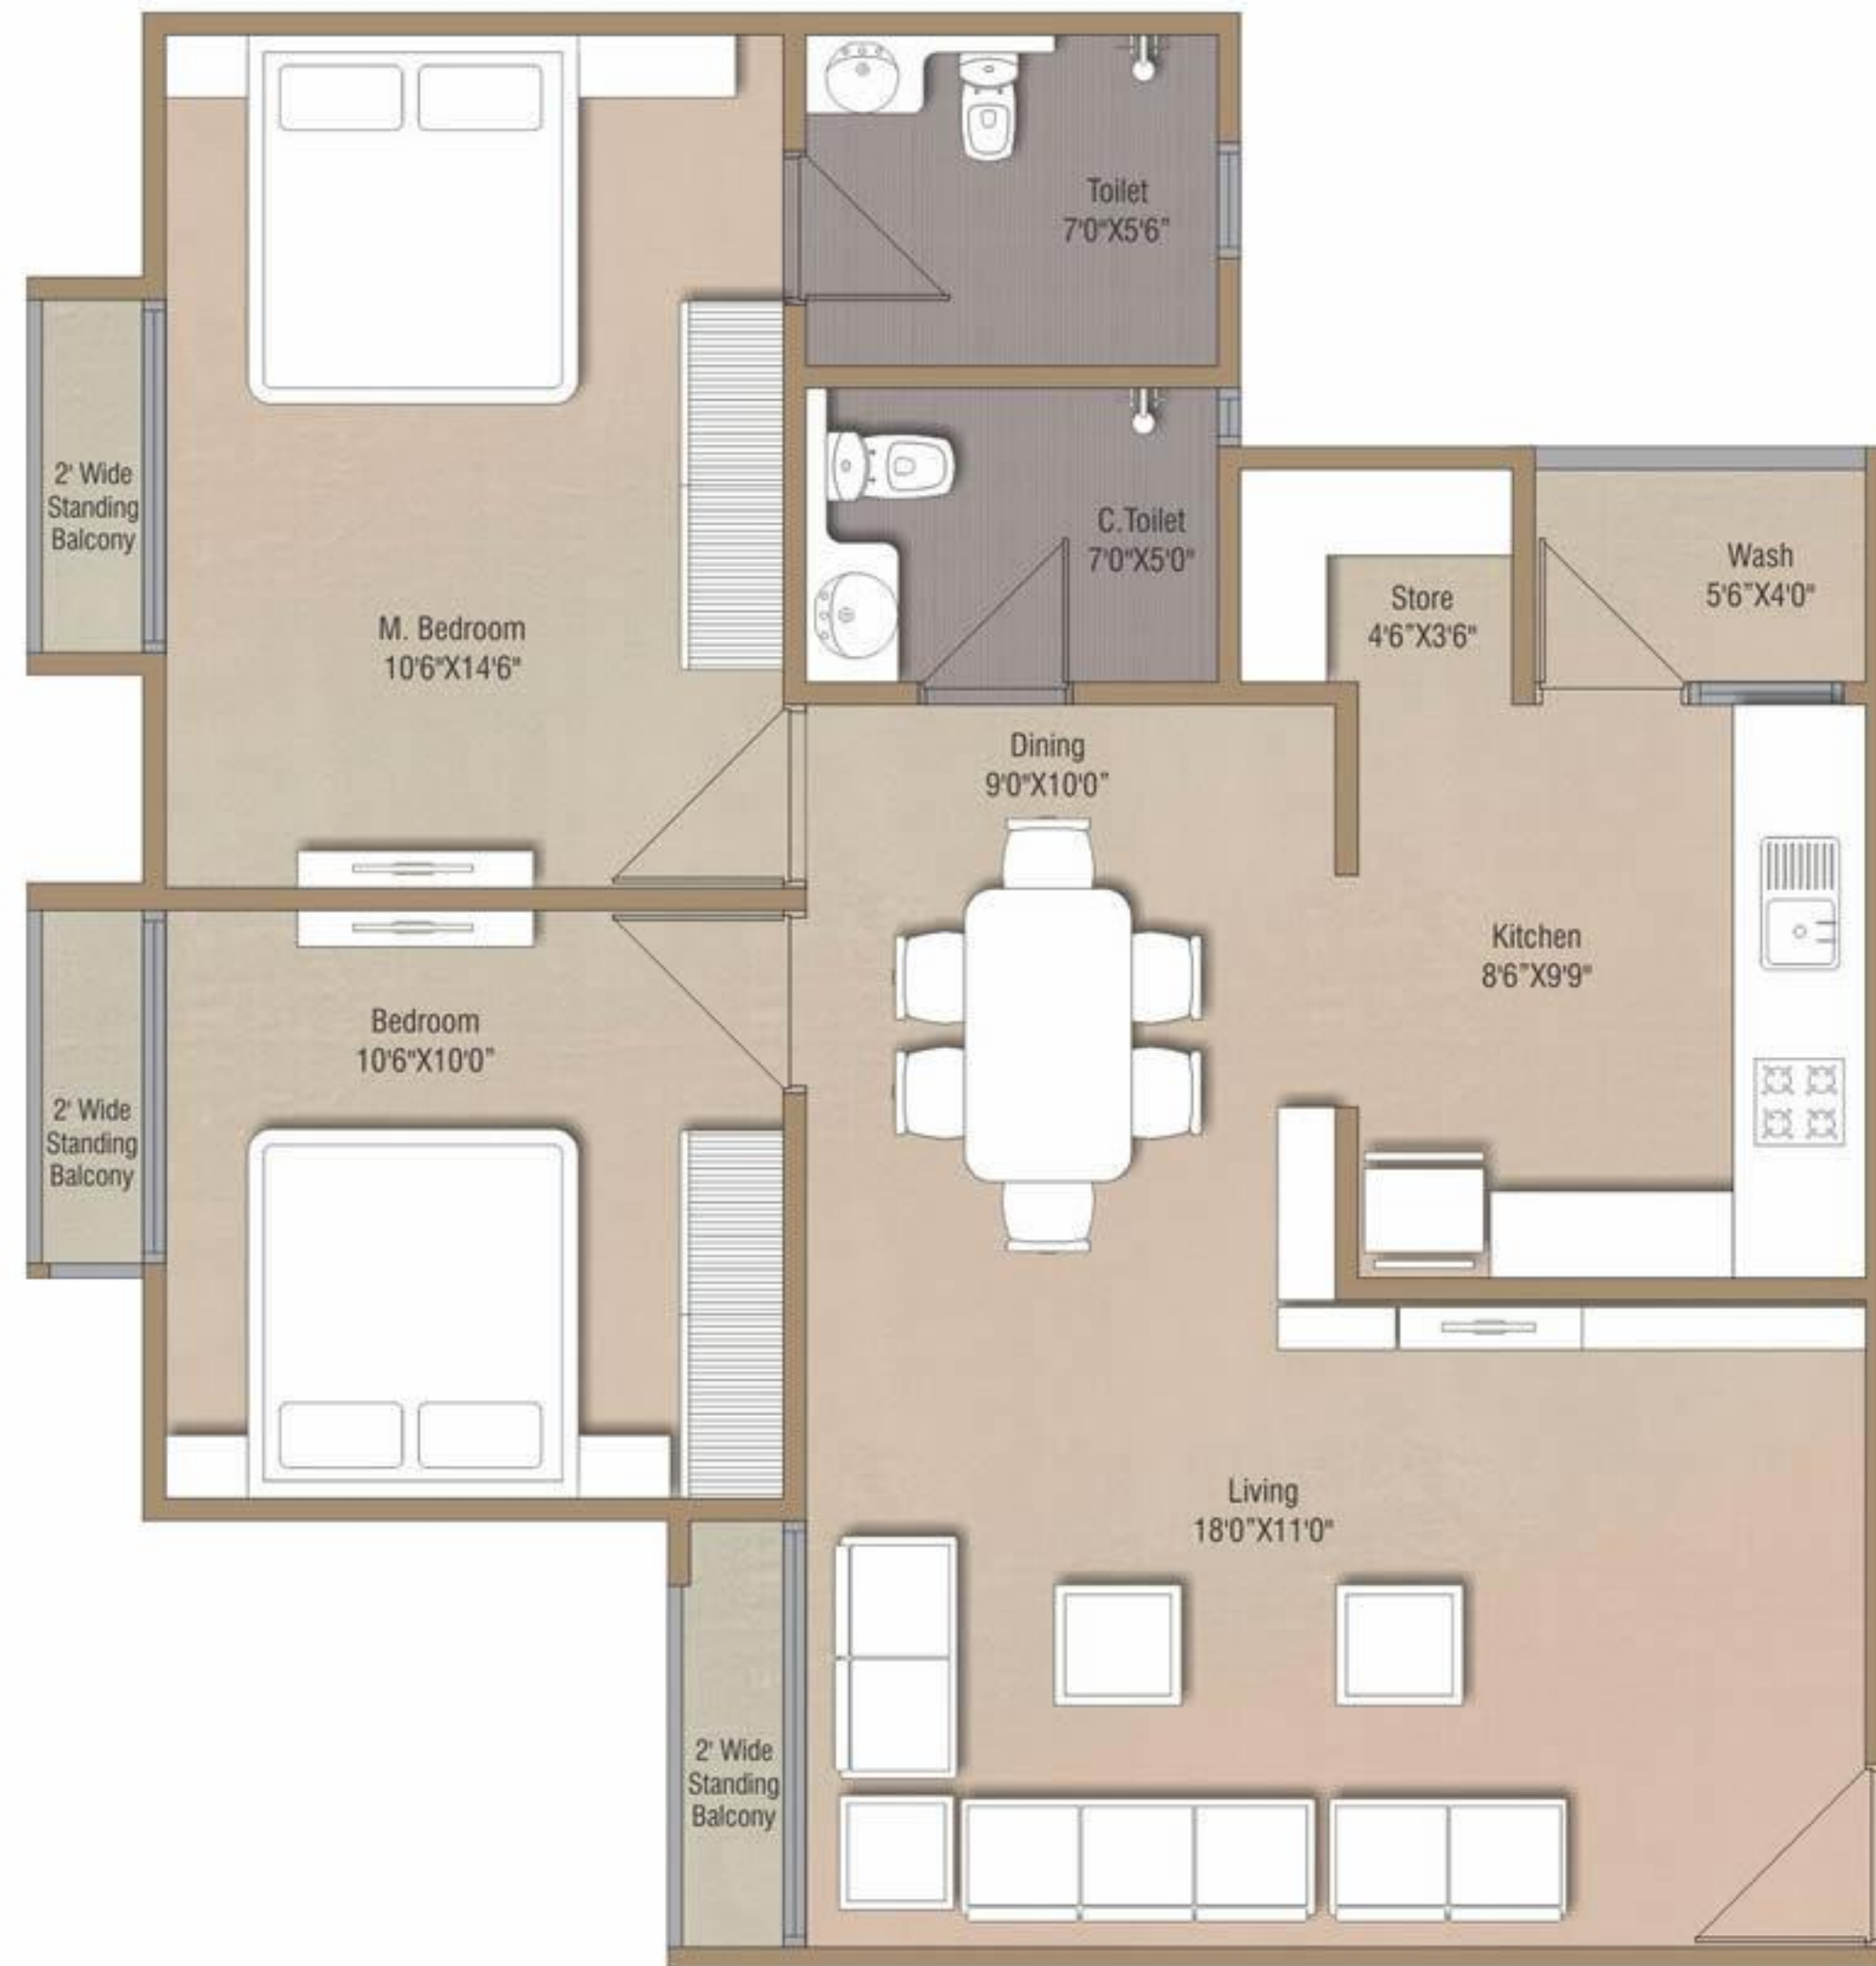 Toilet
7'0"X5'6"
2' Wide
Standing
Balcony
M. Bedroom
10'6"X14'6"
C.Toilet
7'0"X5'0"
Store
4'6"X3'6"
Wash
5'6"X4'0"
Dining
9'0"X10'0"
Kitchen
8'6"X9'9"
Bedroom
10'6"X10'0"
2' Wide
Standing
Balcony
Living
18'0"X11'0"
2' Wide
Standing
Balcony